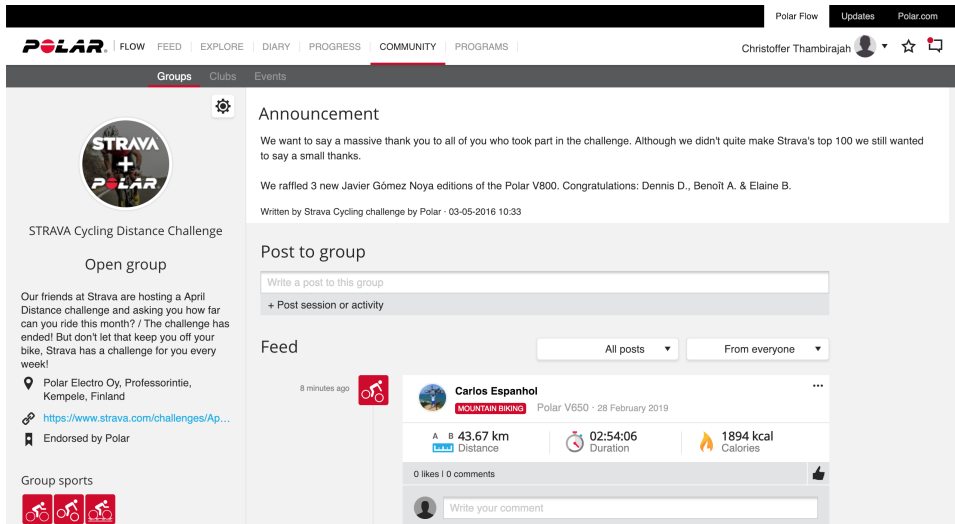 Polar Flow Updates Polar.com
POLAR. FLOW FEED EXPLORE DIARY PROGRESS COMMUNITY PROGRAMS Christoffer Thambirajah
Groups Clubs Events
STRAVA
+
POLAR
STRAVA Cycling Distance Challenge
Open group
Our friends at Strava are hosting a April
Distance challenge and asking you how far
can you ride this month? / The challenge has
ended! But don't let that keep you off your
bike, Strava has a challenge for you every
week!
Polar Electro Oy, Professorintie,
Kempele, Finland
https://www.strava.com/challenges/Ap...
Endorsed by Polar
Group sports
Announcement
We want to say a massive thank you to all of you who took part in the challenge. Although we didn't quite make Strava's top 100 we still wanted
to say a small thanks.
We raffled 3 new Javier Gómez Noya editions of the Polar V800. Congratulations: Dennis D., Benoît A. & Elaine B.
Written by Strava Cycling challenge by Polar · 03-05-2016 10:33
Post to group
Write a post to this group
+ Post session or activity
Feed All posts From everyone
8 minutes ago
Carlos Espanhol
MOUNTAIN BIKING Polar V650 · 28 February 2019
A B 43.67 km 02:54:06 1894 kcal
Distance Duration Calories
0 likes | 0 comments
Write your comment